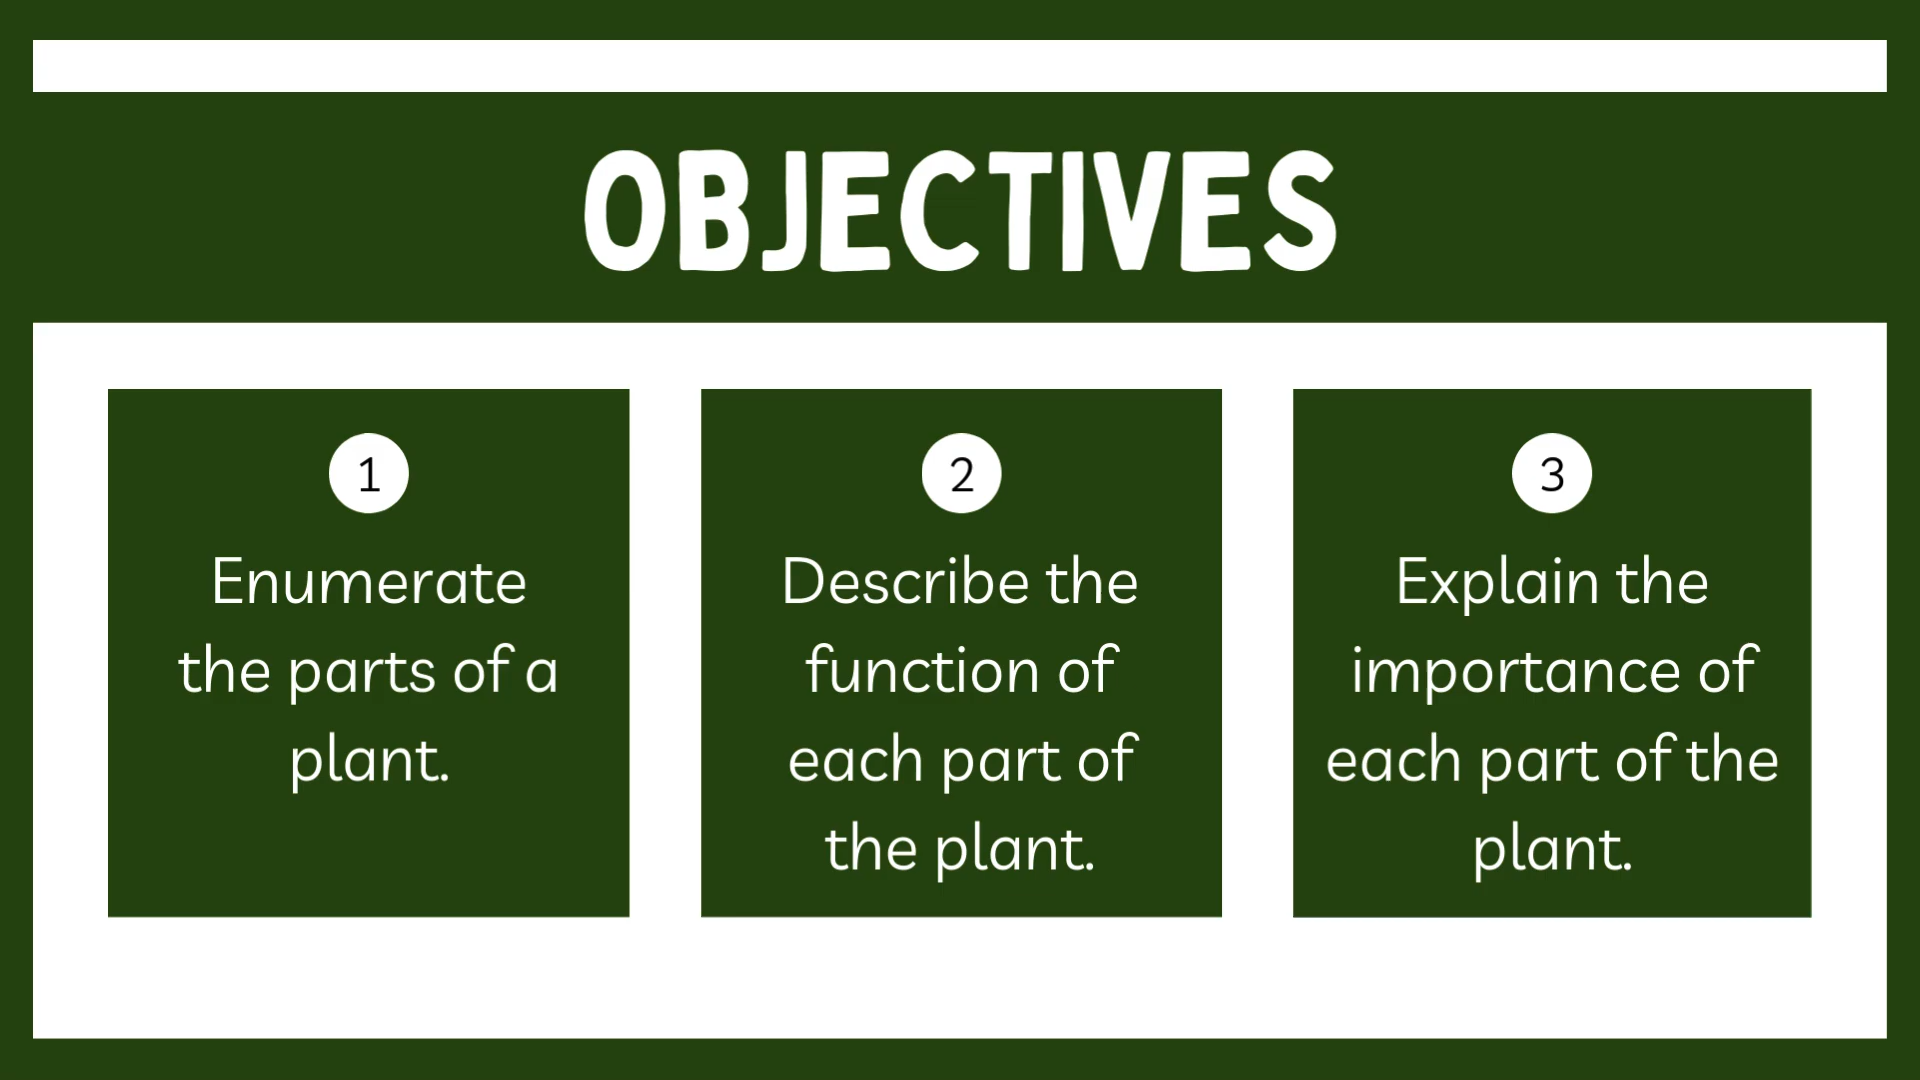 OBJECTIVES
1
Enumerate
the parts of a
plant.
2
Describe the
function of
each part of
the plant.
3
Explain the
importance of
each part of the
plant.